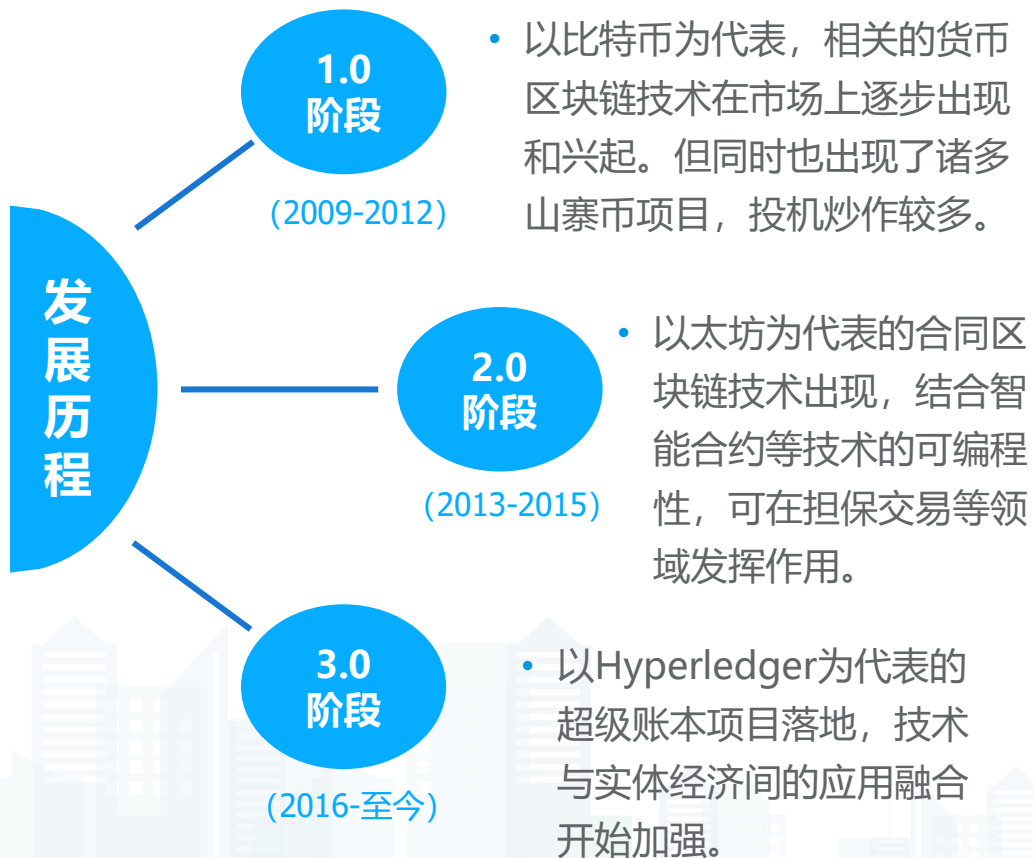 发
展
历
程
1.0
阶段
(2009-2012)
• 以比特币为代表，相关的货币
区块链技术在市场上逐步出现
和兴起。但同时也出现了诸多
山寨币项目，投机炒作较多。
2.0
阶段
(2013-2015)
• 以太坊为代表的合同区
块链技术出现，结合智
能合约等技术的可编程
性，可在担保交易等领
域发挥作用。
3.0
阶段
(2016-至今)
• 以Hyperledger为代表的
超级账本项目落地，技术
与实体经济间的应用融合
开始加强。